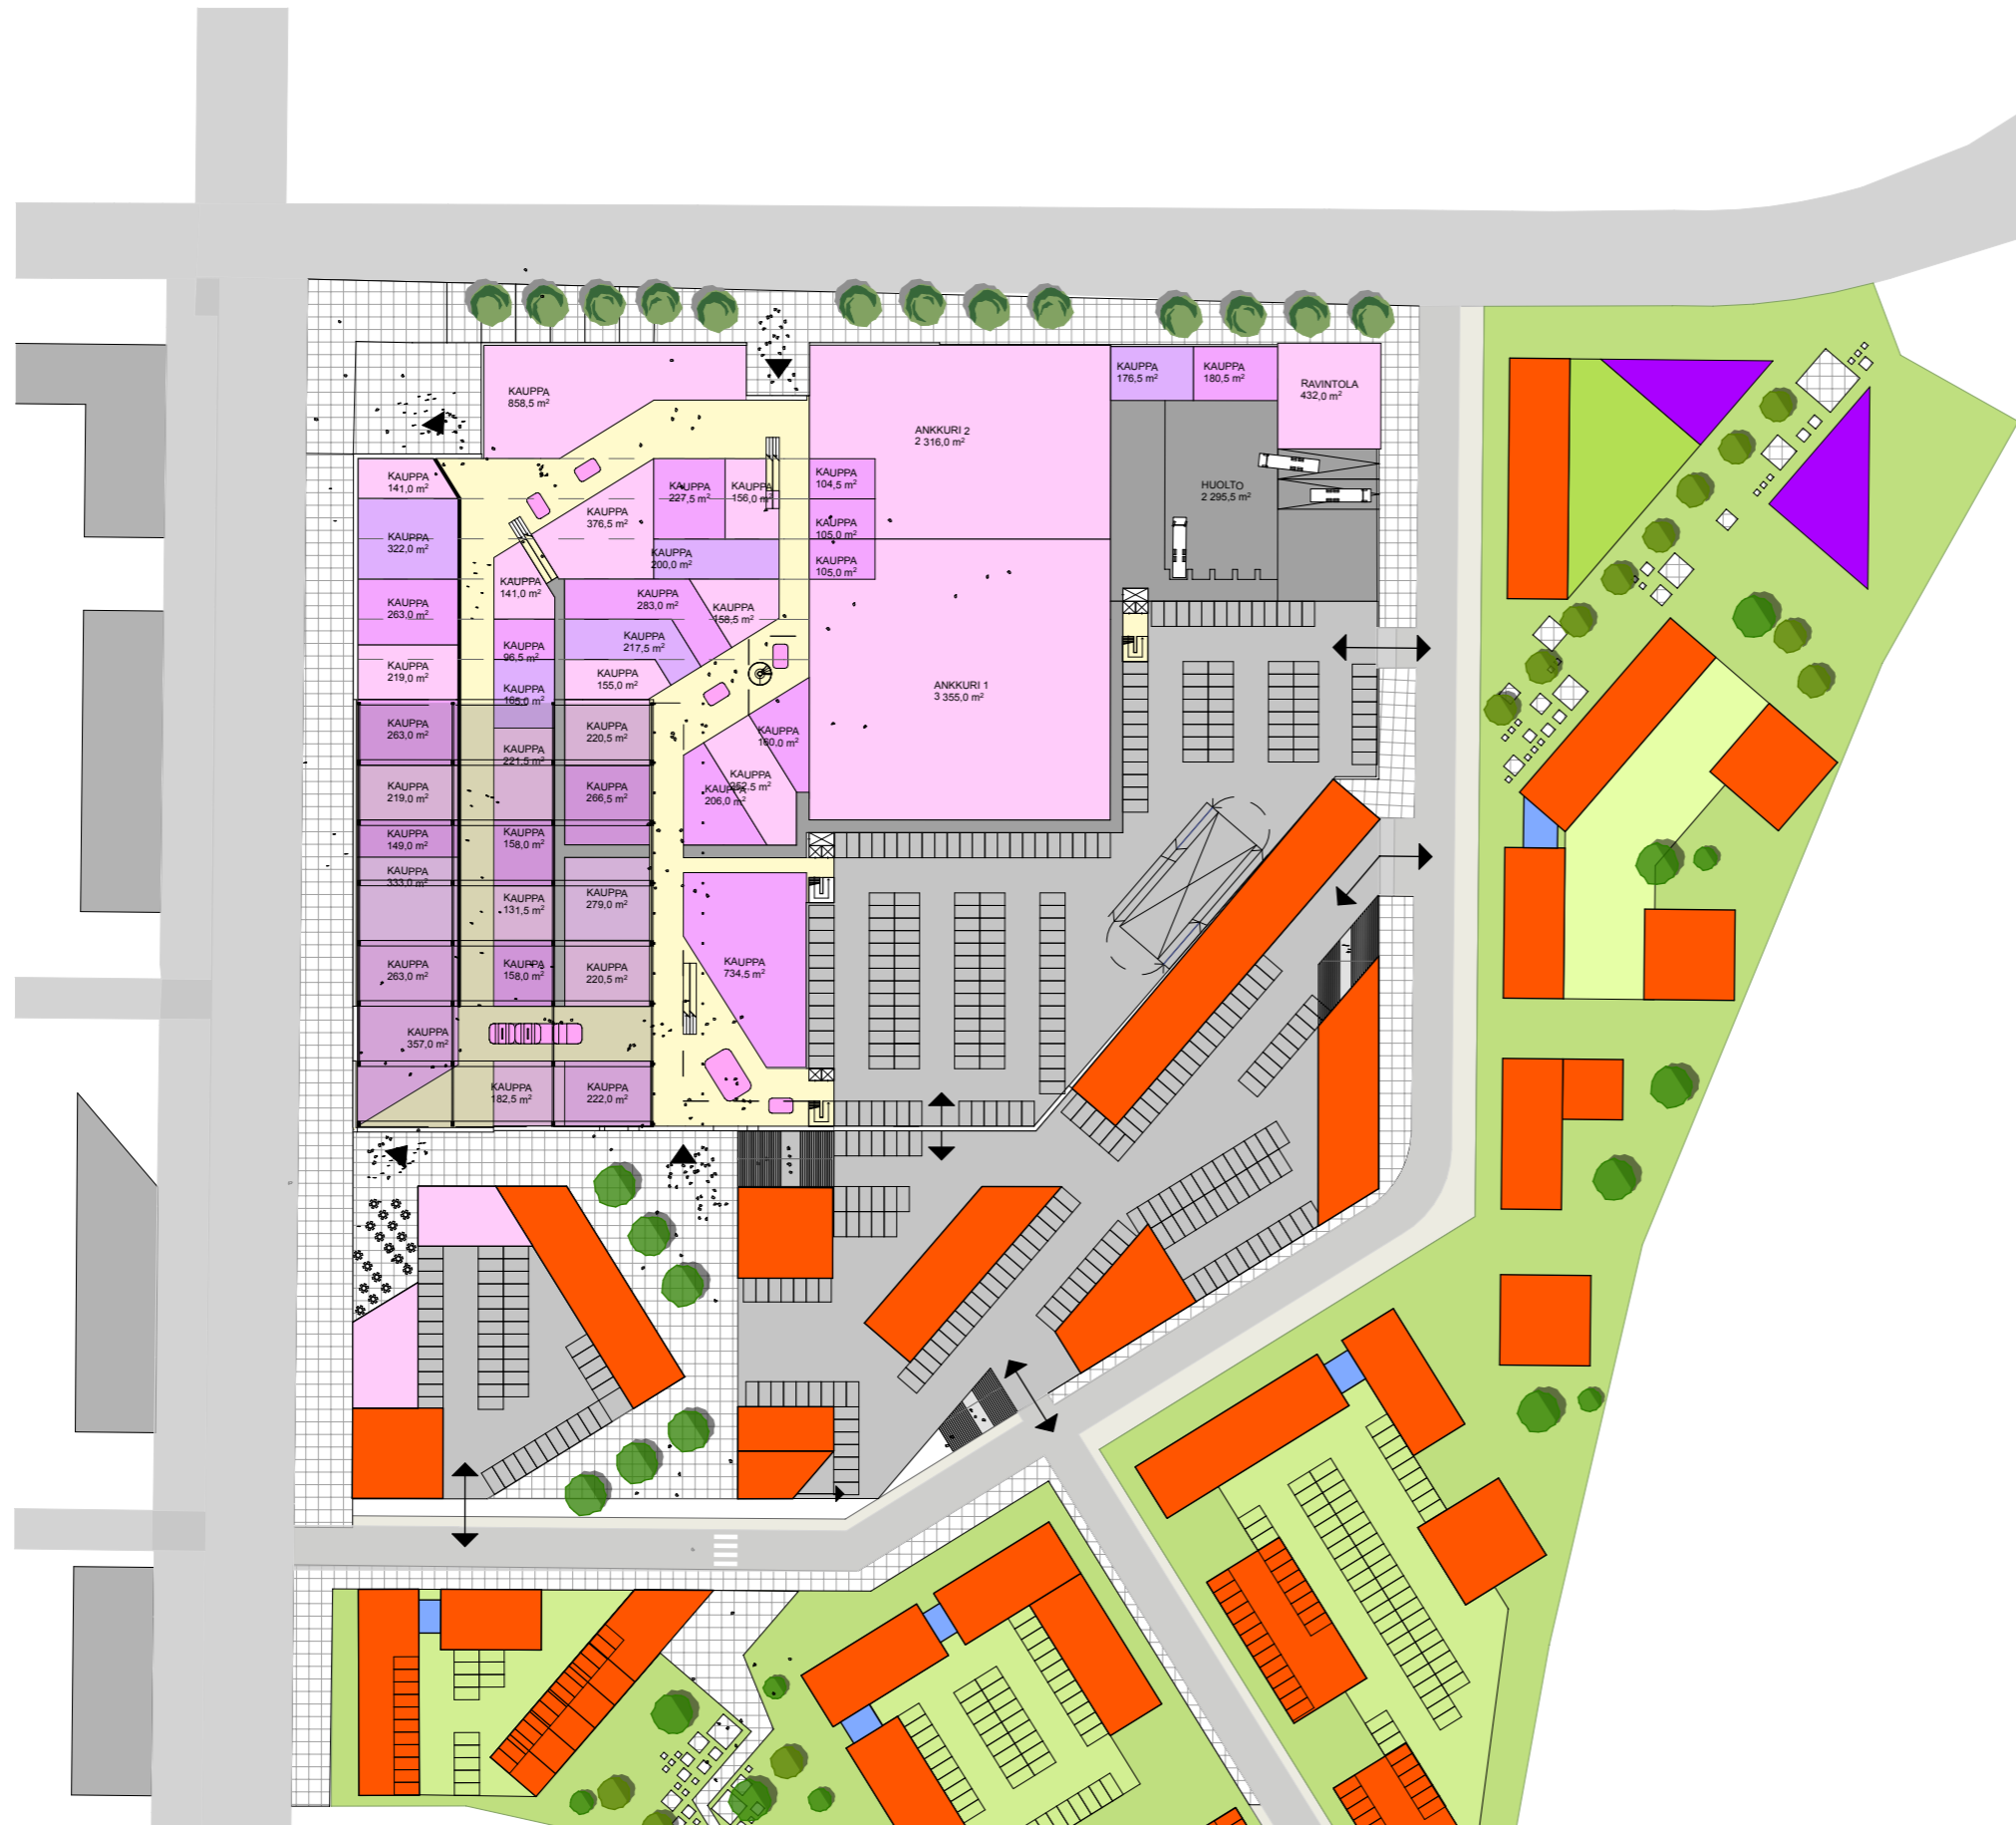 KAUPPA
858,5 m²
KAUPPA
176,5 m²
KAUPPA
180,5 m²
RAVINTOLA
432,0 m²
ANKKURI 2
2 316,0 m²
KAUPPA
141,0 m²
KAUPPA
322,0 m²
KAUPPA
263,0 m²
KAUPPA
219,0 m²
KAUPPA
376,5 m²
KAUPPA
227,5 m²
KAUPPA
156,0 m²
KAUPPA
104,5 m²
KAUPPA
105,0 m²
KAUPPA
105,0 m²
HUOLTO
2 295,5 m²
KAUPPA
200,0 m²
KAUPPA
141,0 m²
KAUPPA
283,0 m²
KAUPPA
158,5 m²
KAUPPA
96,5 m²
KAUPPA
217,5 m²
KAUPPA
165,0 m²
KAUPPA
155,0 m²
ANKKURI 1
3 355,0 m²
KAUPPA
263,0 m²
KAUPPA
221,5 m²
KAUPPA
220,5 m²
KAUPPA
160,0 m²
KAUPPA
252,5 m²
KAUPPA
206,0 m²
KAUPPA
219,0 m²
KAUPPA
266,5 m²
KAUPPA
149,0 m²
KAUPPA
158,0 m²
KAUPPA
333,0 m²
KAUPPA
131,5 m²
KAUPPA
279,0 m²
KAUPPA
263,0 m²
KAUPPA
158,0 m²
KAUPPA
220,5 m²
KAUPPA
734,5 m²
KAUPPA
357,0 m²
KAUPPA
182,5 m²
KAUPPA
222,0 m²